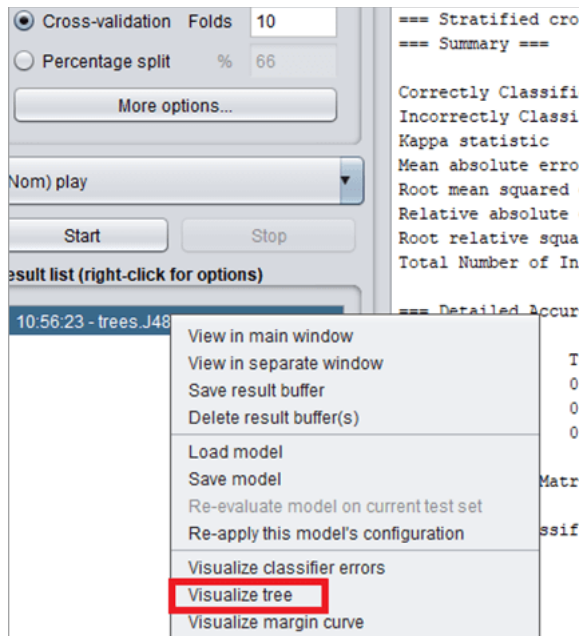 Cross-validation Folds 10
Percentage split % 66
More options...
Nom) play
Start Stop
esult list (right-click for options)
10:56:23 - trees.J48
View in main window
View in separate window
Save result buffer
Delete result buffer(s)
Load model
Save model
Re-evaluate model on current test set
Re-apply this model's configuration
Visualize classifier errors
Visualize tree
Visualize margin curve
=== Stratified cro
=== Summary ===
Correctly Classifi
Incorrectly Classi
Kappa statistic
Mean absolute erro
Root mean squared
Relative absolute
Root relative squa
Total Number of In
=== Detailed Accur
T
0
0
0
Matr
ssif